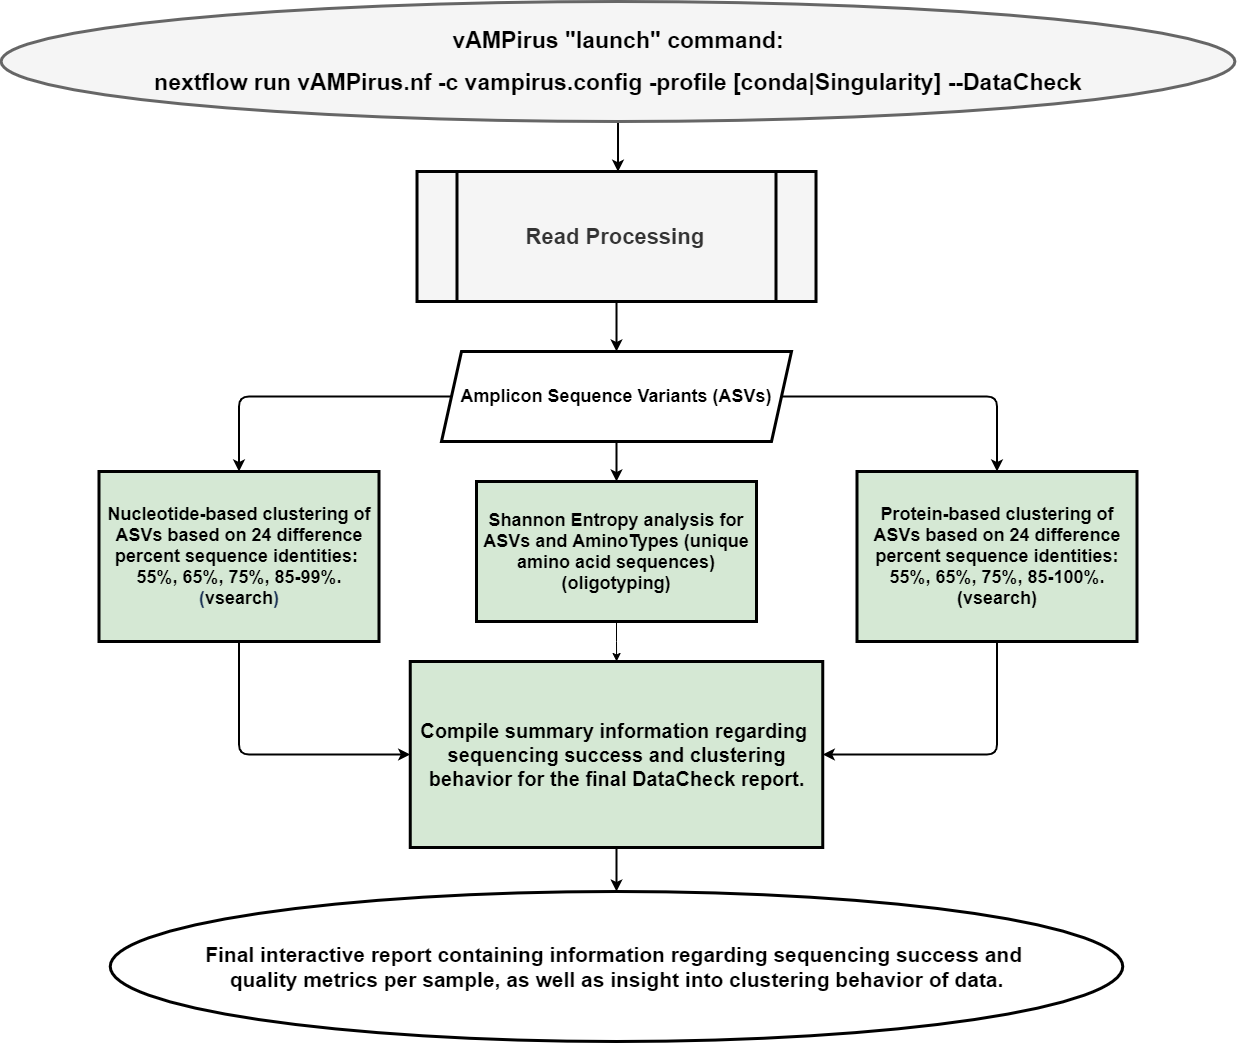 vAMPirus "launch" command:
nextflow run vAMPirus.nf -c vampirus.config -profile [conda|Singularity] --DataCheck
Read Processing
Amplicon Sequence Variants (ASVs)
Nucleotide-based clustering of
ASVs based on 24 difference
percent sequence identities:
55%, 65%, 75%, 85-99%.
(vsearch)
Shannon Entropy analysis for
ASVs and AminoTypes (unique
amino acid sequences)
(oligotyping)
Protein-based clustering of
ASVs based on 24 difference
percent sequence identities:
55%, 65%, 75%, 85-100%.
(vsearch)
Compile summary information regarding
sequencing success and clustering
behavior for the final DataCheck report.
Final interactive report containing information regarding sequencing success and
quality metrics per sample, as well as insight into clustering behavior of data.